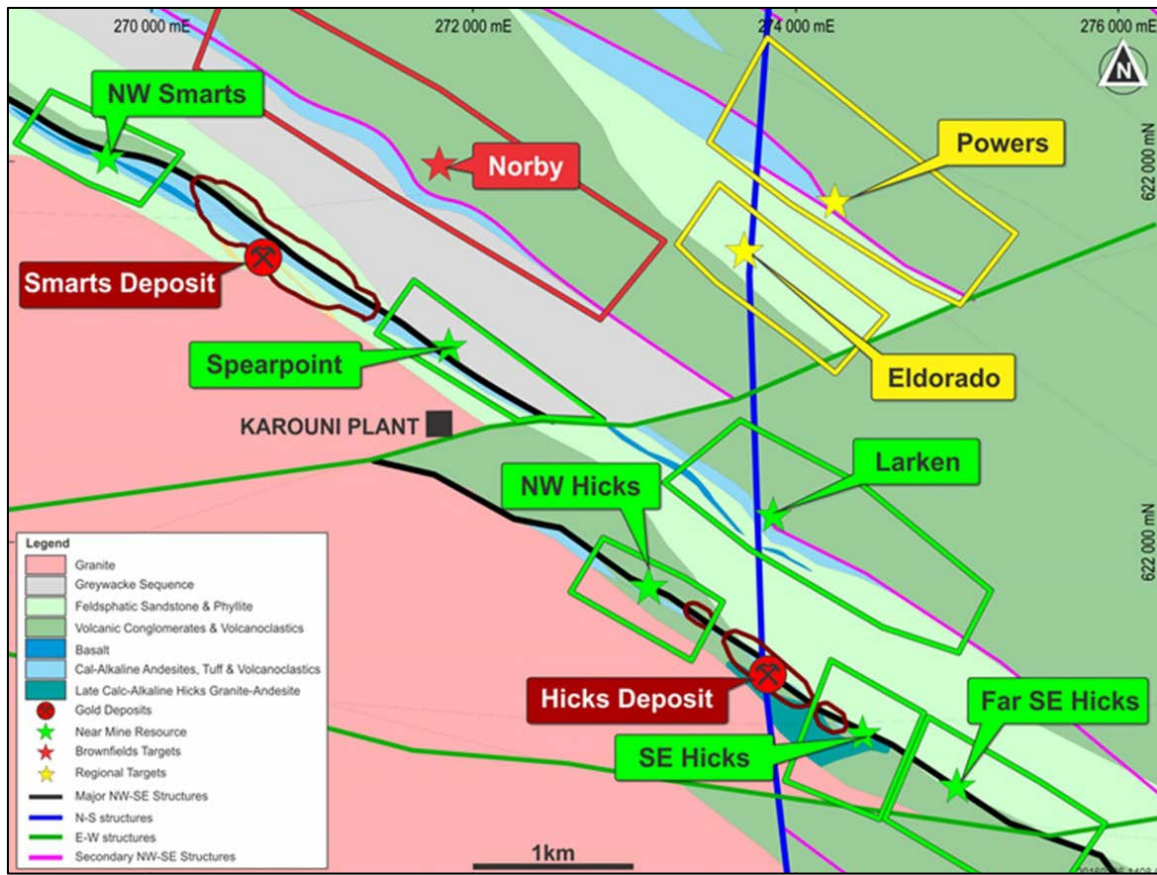 270 000 mE
272 000 mE
274 000 mE
276 000 mE
N
NW Smarts
Powers
622 000 mN
Norby
Smarts Deposit
Spearpoint
Eldorado
KAROUNI PLANT
Larken
NW Hicks
622 000 mN
Legend
Granite
Greywacke Sequence
Feldsphatic Sandstone & Phyllite
Volcanic Conglomerates & Volcanoclastics
Basalt
Cal-Alkaline Andesites, Tuff & Volcanoclastics
Late Calc-Alkaline Hicks Granite-Andesite
Gold Deposits
Near Mine Resource
Brownfields Targets
Regional Targets
Major NW-SE Structures
N-S structures
E-W structures
Secondary NW-SE Structures
Hicks Deposit
Far SE Hicks
SE Hicks
1km